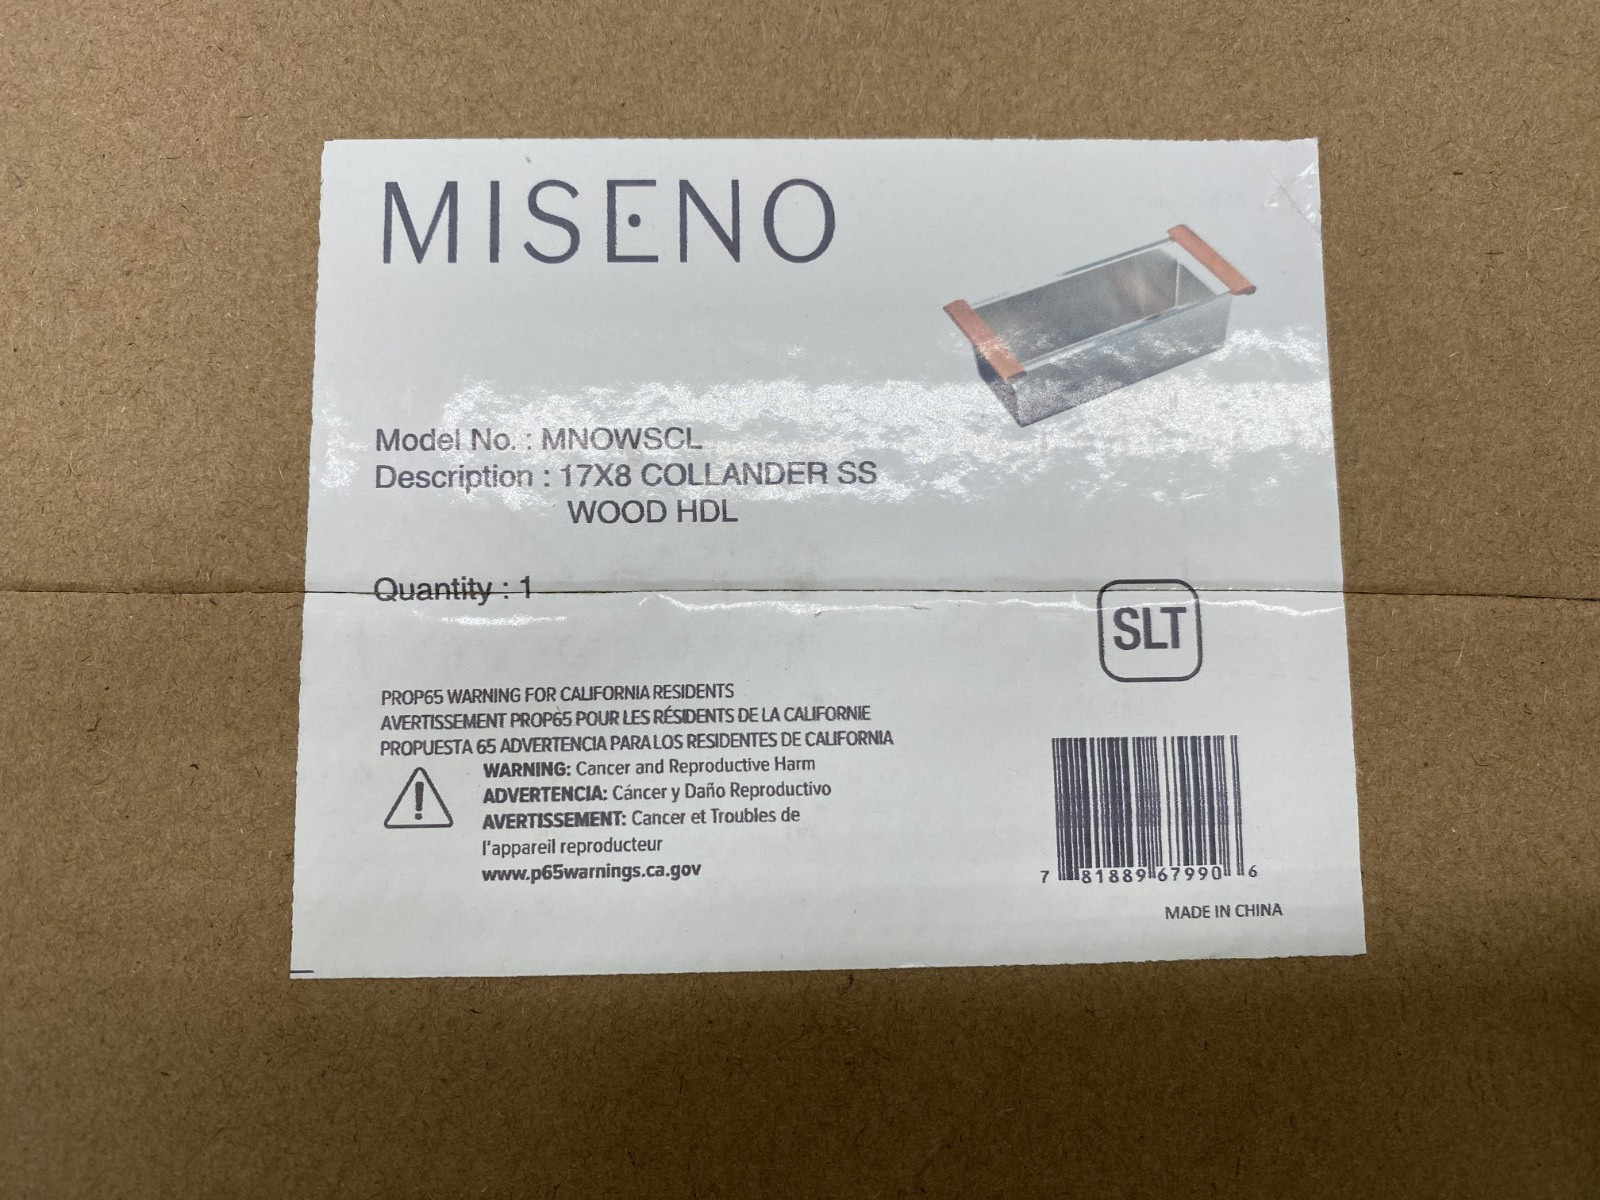 MISENO
Model No. : MNOWSCL
Description : 17X8 COLLANDER SS
WOOD HDL
Quantity : 1
SLT
PROP65 WARNING FOR CALIFORNIA RESIDENTS
AVERTISSEMENT PROP65 POUR LES RÉSIDENTS DE LA CALIFORNIE
PROPUESTA 65 ADVERTENCIA PARA LOS RESIDENTES DE CALIFORNIA
WARNING: Cancer and Reproductive Harm
ADVERTENCIA: Cáncer y Daño Reproductivo
AVERTISSEMENT: Cancer et Troubles de
l'appareil reproducteur
www.p65warnings.ca.gov
7 81889 67990 6
MADE IN CHINA